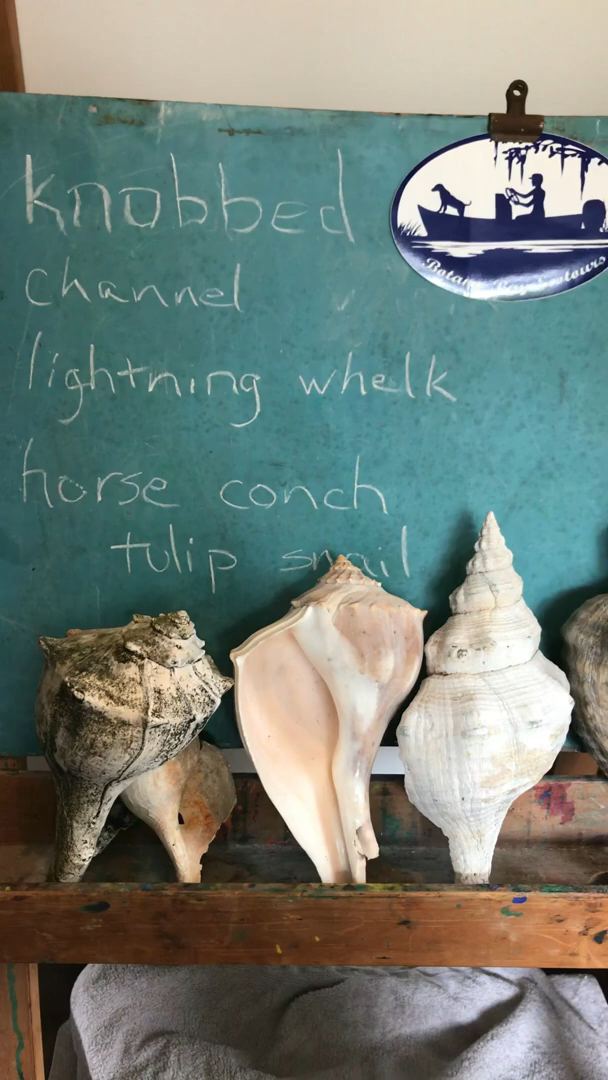 knobbed
channel
lightning whelk
horse conch
tulip snail